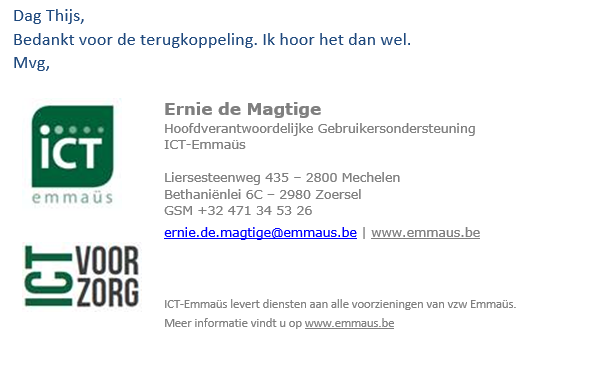 Dag Thijs,
Bedankt voor de terugkoppeling. Ik hoor het dan wel.
Mvg,
iCT
emmaüs
Ernie de Magtige
Hoofdverantwoordelijke Gebruikersondersteuning
ICT-Emmaüs
Liersesteenweg 435 – 2800 Mechelen
Bethaniënlei 6C – 2980 Zoersel
GSM +32 471 34 53 26
ernie.de.magtige@emmaus.be | www.emmaus.be
ICT VOOR ZORG
ICT-Emmaüs levert diensten aan alle voorzieningen van vzw Emmaüs.
Meer informatie vindt u op www.emmaus.be